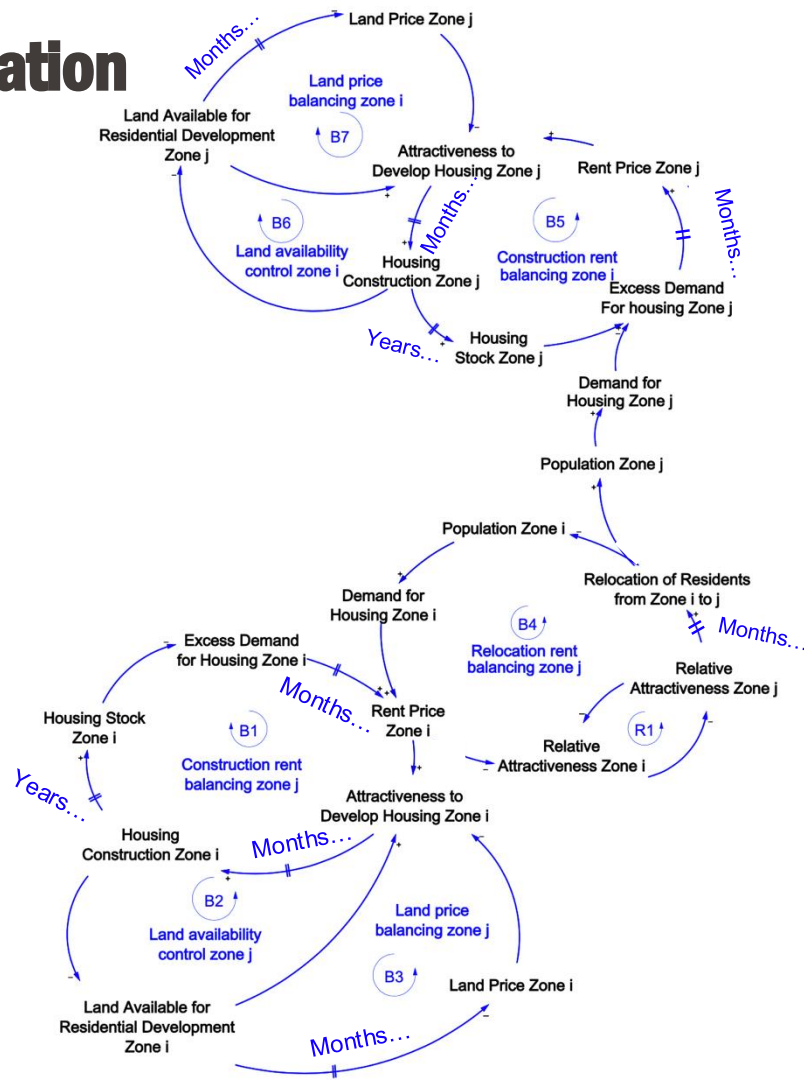 ation
Months…
Land Price Zone j
Land price
balancing zone i
B7
Land Available for
Residential Development
Zone j
Attractiveness to
Develop Housing Zone j
Rent Price Zone j
B6
Land availability
control zone i
Months…
B5
Construction rent
balancing zone i
Months…
Housing
Construction Zone j
Excess Demand
For housing Zone j
Years…
Housing
Stock Zone j
Demand for
Housing Zone j
Population Zone j
Population Zone i
Relocation of Residents
from Zone i to j
Demand for
Housing Zone i
B4
Relocation rent
balancing zone j
Months…
Excess Demand
for Housing Zone i
Months…
Relative
Attractiveness Zone j
Rent Price
Zone i
R1
Housing Stock
Zone i
B1
Construction rent
balancing zone j
Relative
Attractiveness Zone i
Years…
Attractiveness to
Develop Housing Zone i
Housing
Construction Zone i
Months…
B2
Land availability
control zone j
Land price
balancing zone j
B3
Land Price Zone i
Land Available for
Residential Development
Zone i
Months…